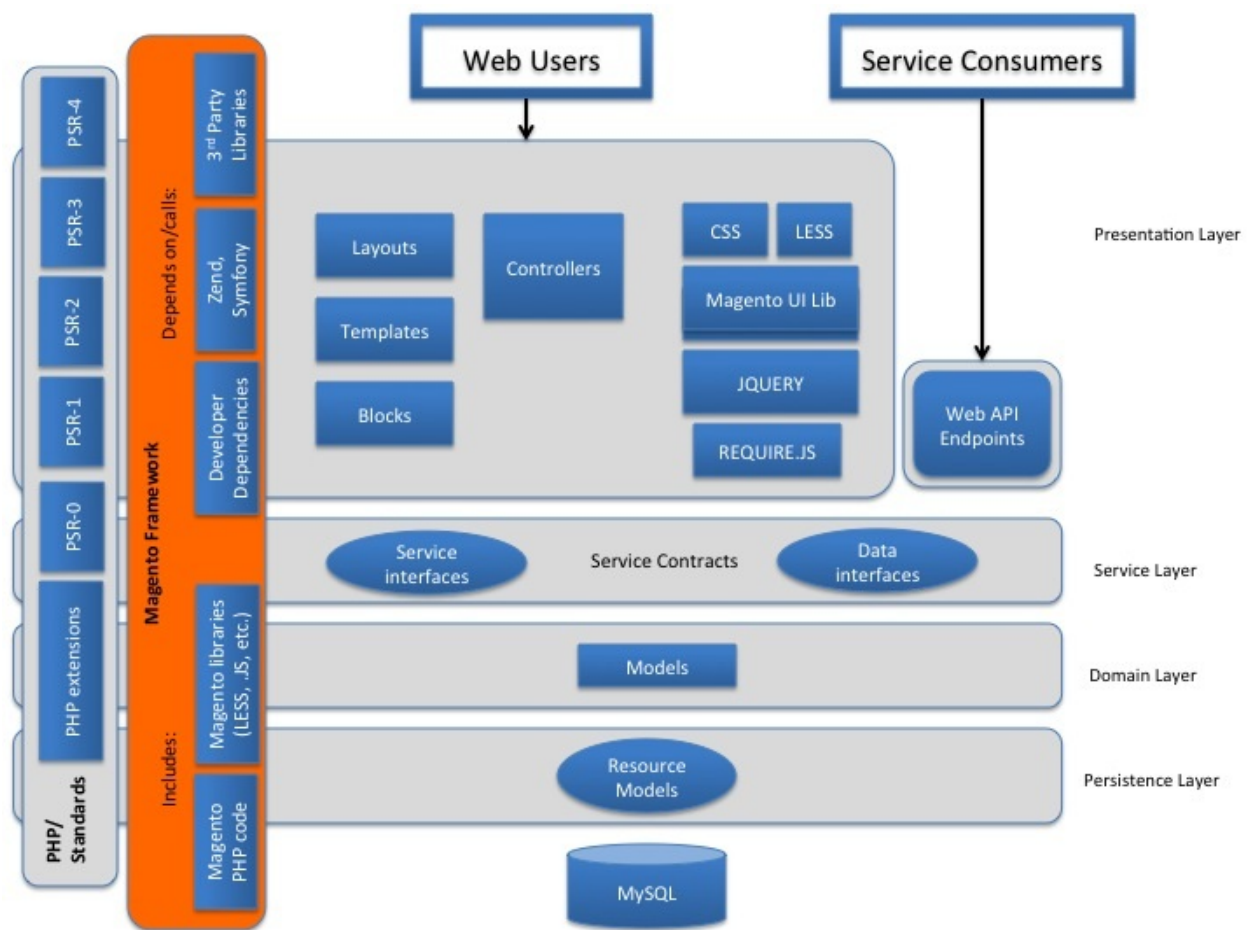 Web Users
Service Consumers
PSR-4
PSR-3
PSR-2
PSR-1
PSR-0
PHP extensions
PHP/
Standards
Magento Framework
Depends on/calls:
3rd Party
Libraries
Zend,
Symfony
Developer
Dependencies
Includes:
Magento libraries
(LESS, .JS, etc.)
Magento
PHP code
Layouts
Templates
Blocks
Controllers
CSS
LESS
Magento UI Lib
JQUERY
REQUIRE.JS
Web API
Endpoints
Presentation Layer
Service
interfaces
Service Contracts
Data
interfaces
Service Layer
Models
Domain Layer
Resource
Models
Persistence Layer
MySQL